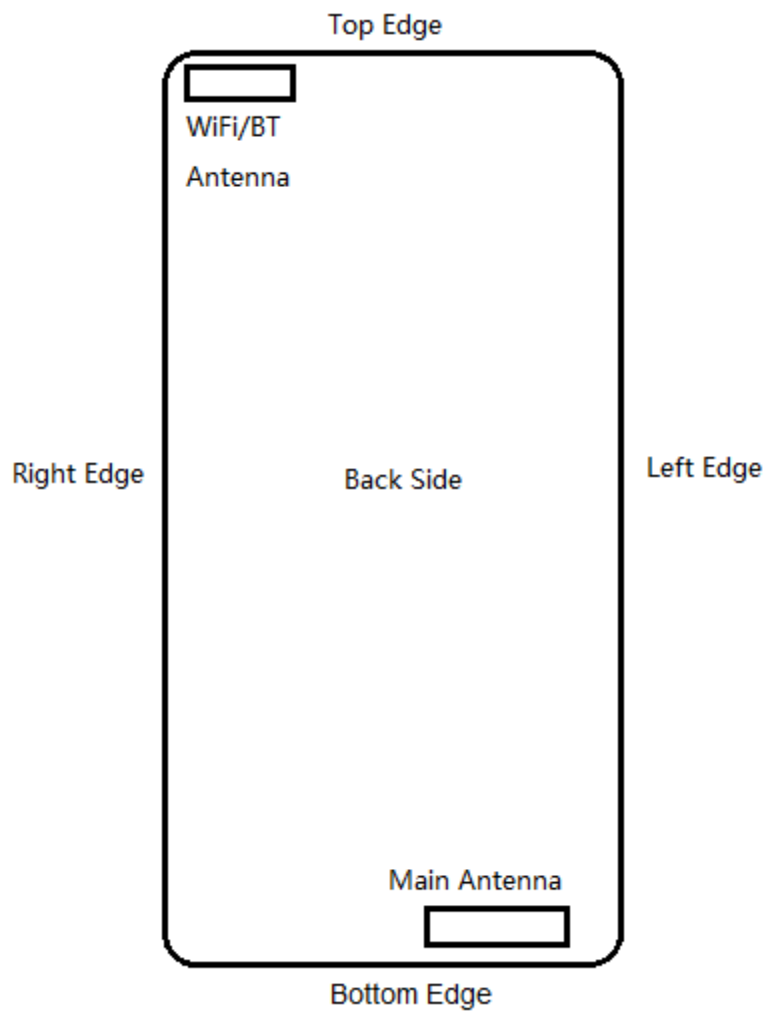 Top Edge
WiFi/BT
Antenna
Right Edge
Back Side
Left Edge
Main Antenna
Bottom Edge